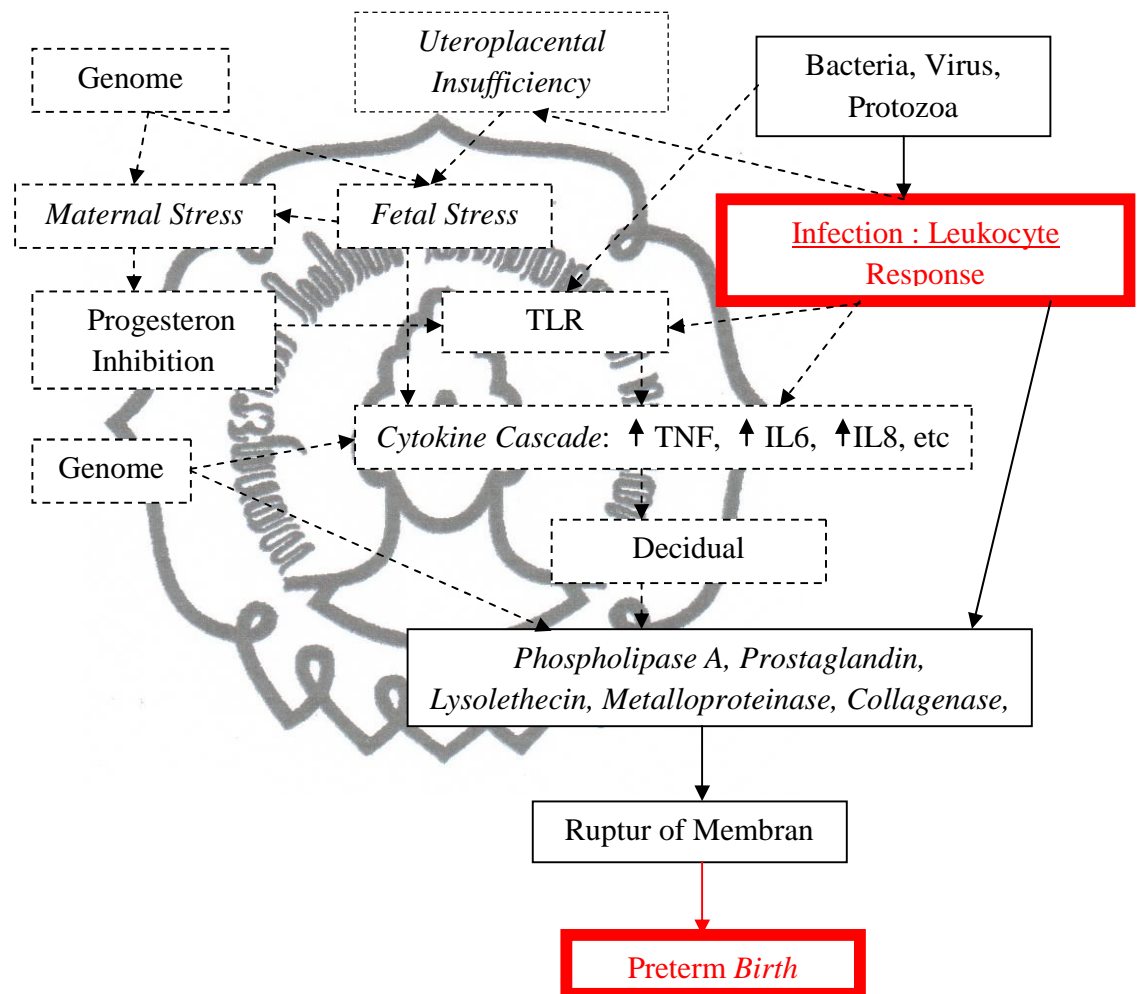 Uteroplacental
Insufficiency
Genome
Bacteria, Virus,
Protozoa
Maternal Stress
Fetal Stress
Infection : Leukocyte
Response
Progesteron
Inhibition
TLR
Cytokine Cascade: ↑ TNF, ↑ IL6, ↑IL8, etc
Genome
Decidual
Phospholipase A, Prostaglandin,
Lysolethecin, Metalloproteinase, Collagenase,
Ruptur of Membran
Preterm Birth